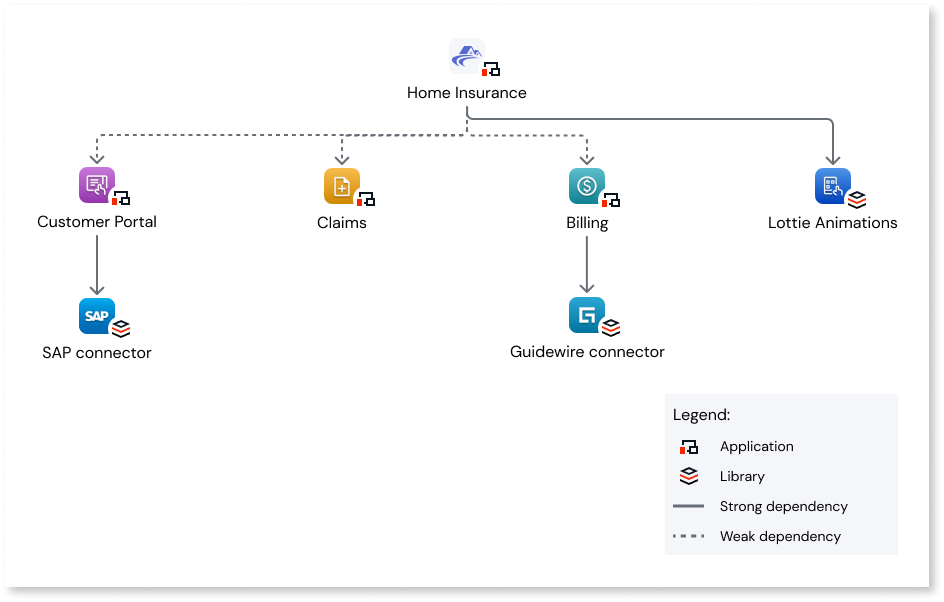 Home Insurance
Customer Portal
Claims
Billing
Lottie Animations
SAP
SAP connector
Guidewire connector
Legend:
Application
Library
Strong dependency
Weak dependency